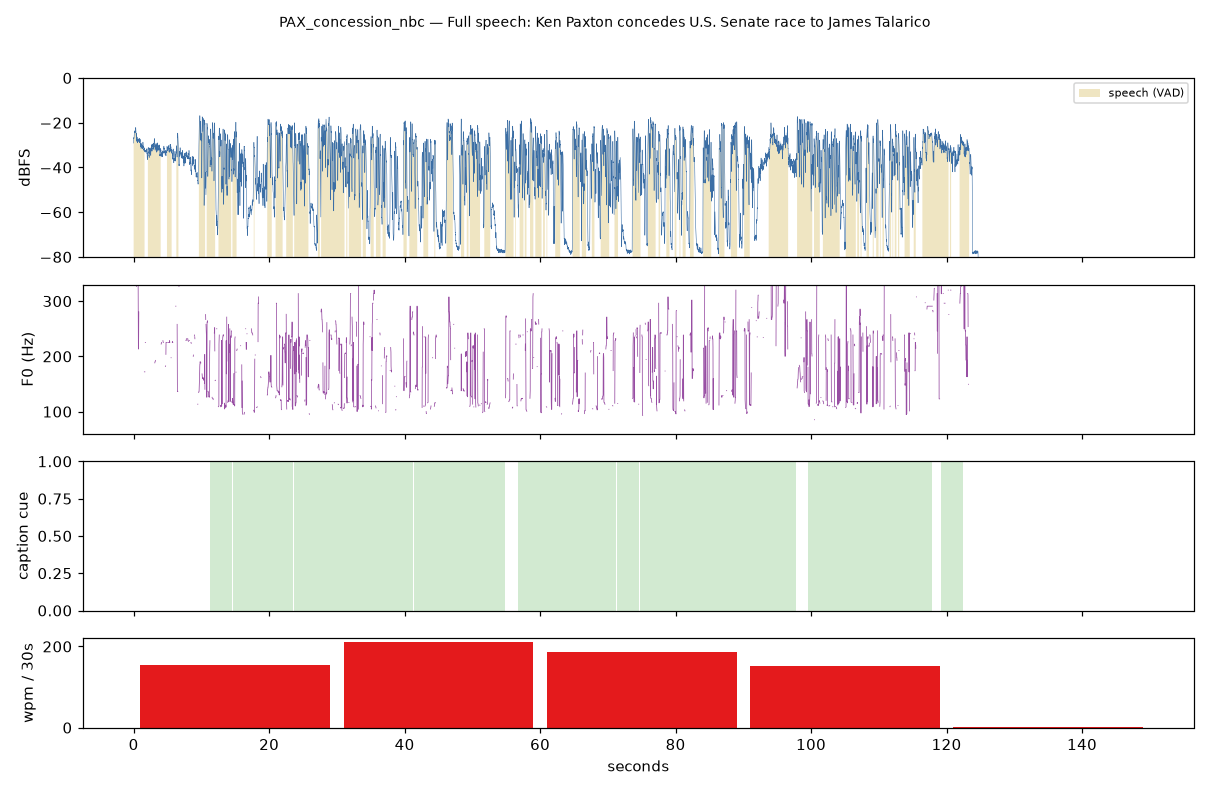 PAX_concession_nbc — Full speech: Ken Paxton concedes U.S. Senate race to James Talarico
0
−20
−40
−60
−80
dBFS
speech (VAD)
300
200
100
F0 (Hz)
1.00
0.75
0.50
0.25
0.00
caption cue
200
0
wpm / 30s
0 20 40 60 80 100 120 140
seconds